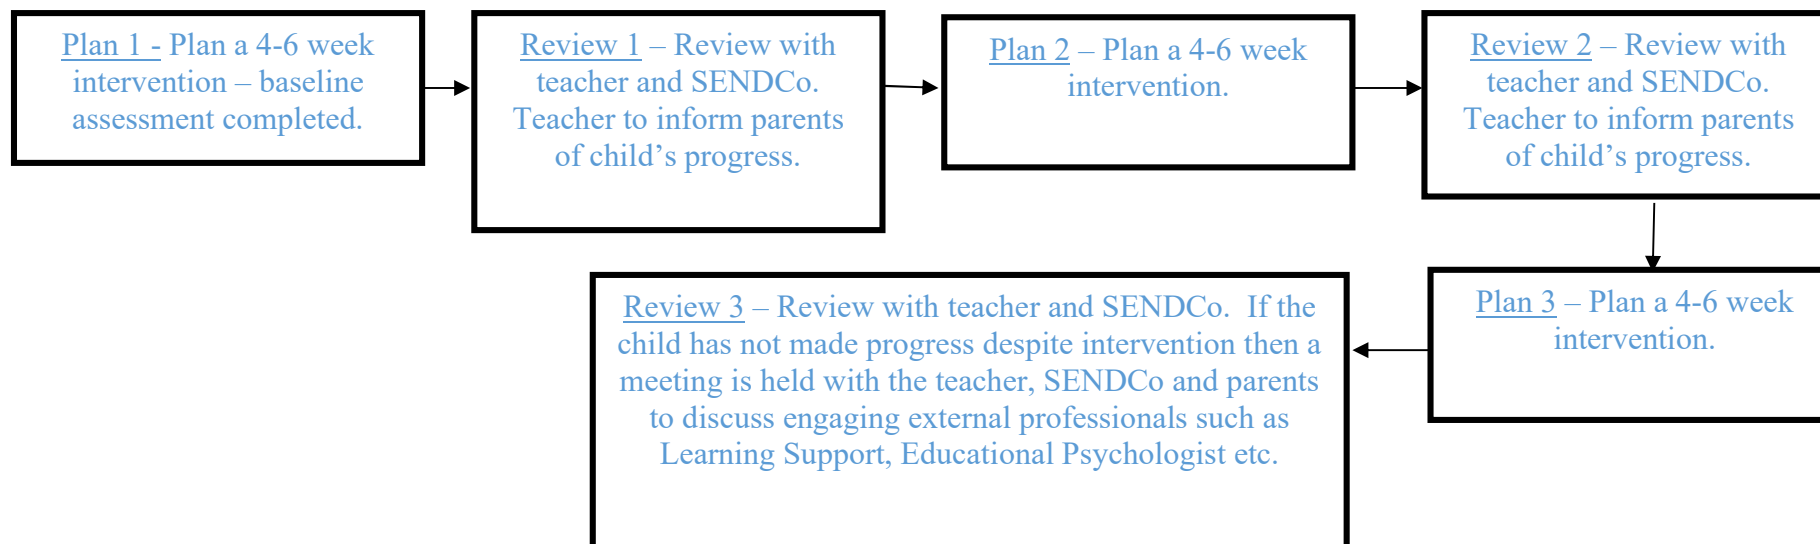 Plan 1 - Plan a 4-6 week
intervention – baseline
assessment completed.
Review 1 – Review with
teacher and SENDCo.
Teacher to inform parents
of child’s progress.
Plan 2 – Plan a 4-6 week
intervention.
Review 2 – Review with
teacher and SENDCo.
Teacher to inform parents
of child’s progress.
Plan 3 – Plan a 4-6 week
intervention.
Review 3 – Review with teacher and SENDCo.  If the
child has not made progress despite intervention then a
meeting is held with the teacher, SENDCo and parents
to discuss engaging external professionals such as
Learning Support, Educational Psychologist etc.